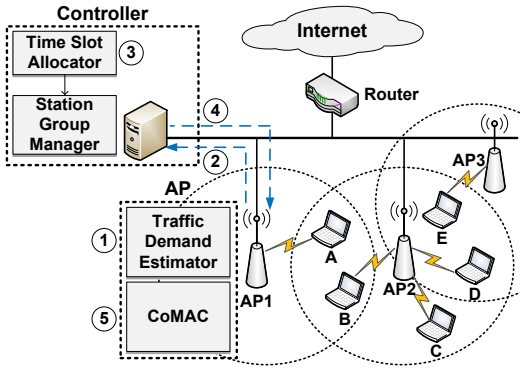 Controller
Time Slot
Allocator
3
Station
Group
Manager
4
2
Internet
Router
AP
AP1
AP2
AP3
A
B
C
D
E
1
Traffic
Demand
Estimator
5
CoMAC